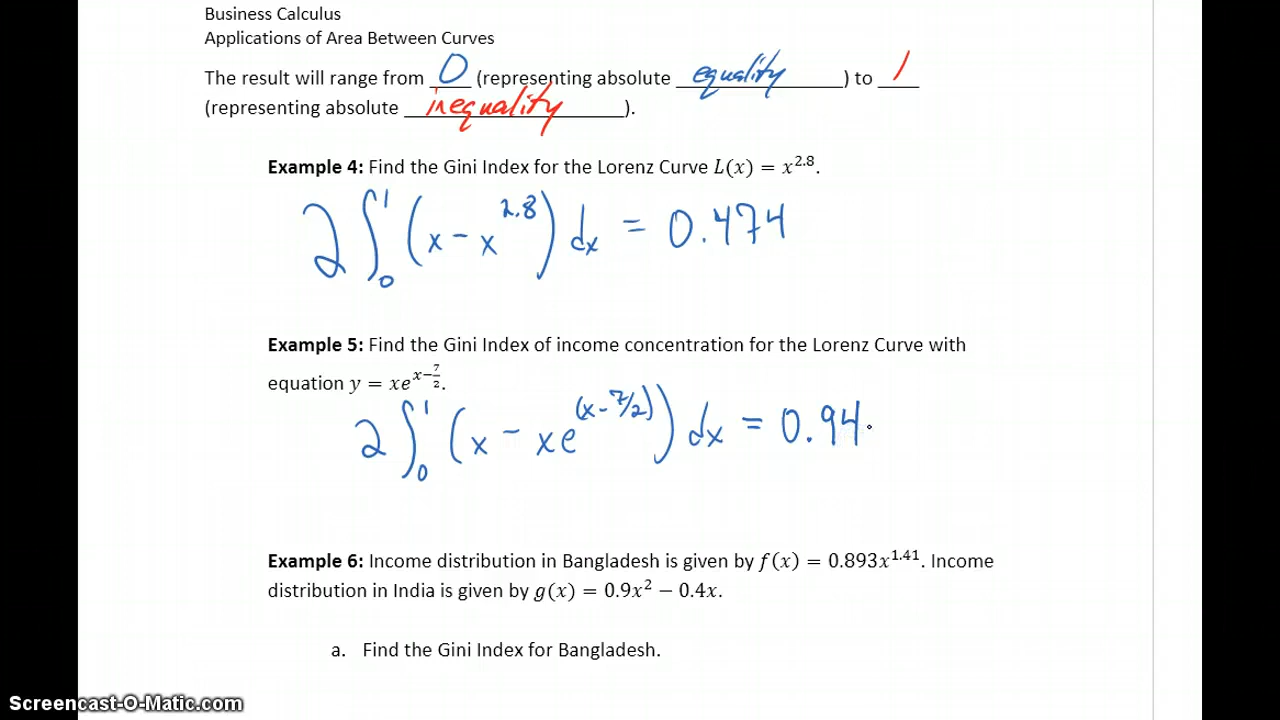 Business Calculus
Applications of Area Between Curves
The result will range from 0 (representing absolute equality) to 1
(representing absolute inequality).
Example 4: Find the Gini Index for the Lorenz Curve L(x) = x^2.8.
2 ∫₀¹ (x − x^2.8) dx = 0.474
Example 5: Find the Gini Index of income concentration for the Lorenz Curve with
equation y = xe^(x−7/2).
2 ∫₀¹ (x − xe^(x−7/2)) dx = 0.94
Example 6: Income distribution in Bangladesh is given by f(x) = 0.893x^1.41. Income
distribution in India is given by g(x) = 0.9x² − 0.4x.
a. Find the Gini Index for Bangladesh.
Screencast-O-Matic.com